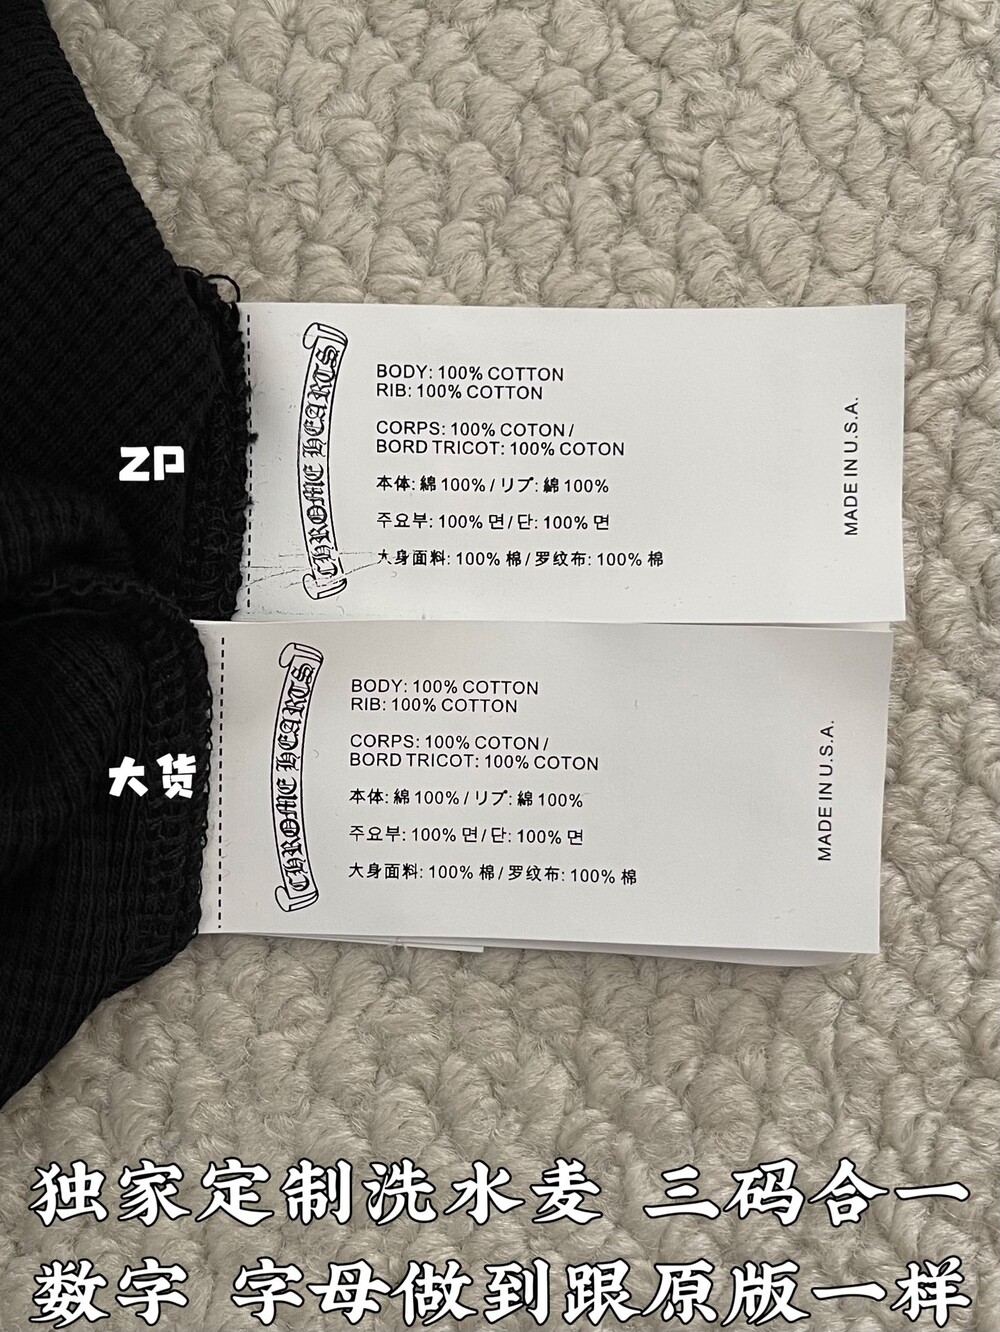 ZP
CHROME HEARTS
BODY: 100% COTTON
RIB: 100% COTTON
CORPS: 100% COTON /
BORD TRICOT: 100% COTON
本体: 綿 100% / リブ: 綿 100%
주요부: 100% 면 / 단: 100% 면
大身面料: 100% 棉 / 罗纹布: 100% 棉
MADE IN U.S.A.
大货
CHROME HEARTS
BODY: 100% COTTON
RIB: 100% COTTON
CORPS: 100% COTON /
BORD TRICOT: 100% COTON
本体: 綿 100% / リブ: 綿 100%
주요부: 100% 면 / 단: 100% 면
大身面料: 100% 棉 / 罗纹布: 100% 棉
MADE IN U.S.A.
独家定制洗水麦 三码合一
数字 字母做到跟原版一样